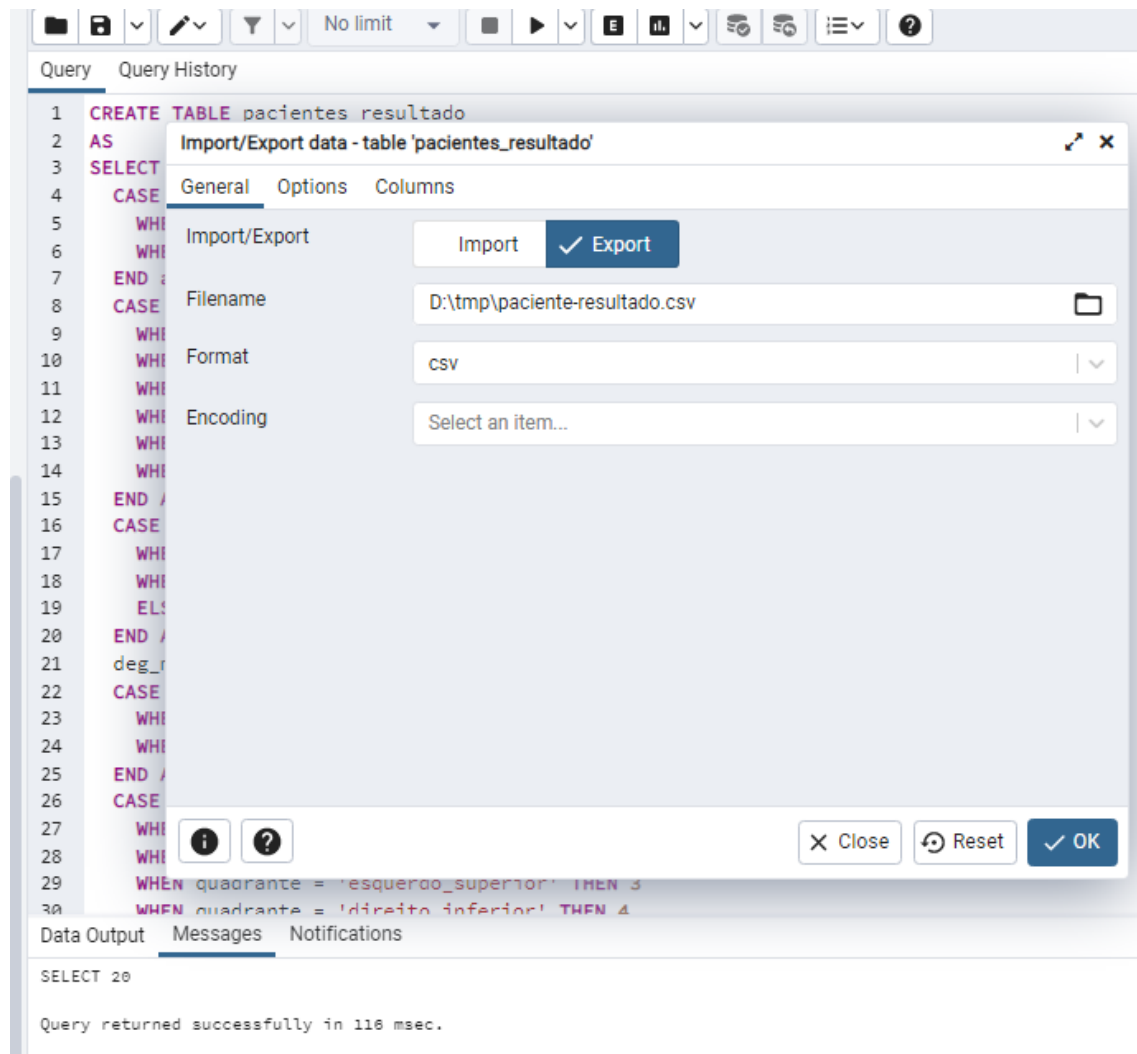 No limit
E
Query Query History
1 CREATE TABLE pacientes_resultado
2 AS
3 SELECT
4 CASE
5
6
7 END
8 CASE
9
10
11
12
13
14
15 END
16 CASE
17
18
19
20 END
21
22 CASE
23
24
25 END
26 CASE
27
28
29 WHEN quadrante = 'esquerdo_superior' THEN 3
30 WHEN quadrante = 'direito_inferior' THEN 4
Import/Export data - table 'pacientes_resultado'
General Options Columns
Import/Export Import Export
Filename D:\tmp\paciente-resultado.csv
Format csv
Encoding Select an item...
Close Reset OK
Data Output Messages Notifications
SELECT 20
Query returned successfully in 116 msec.